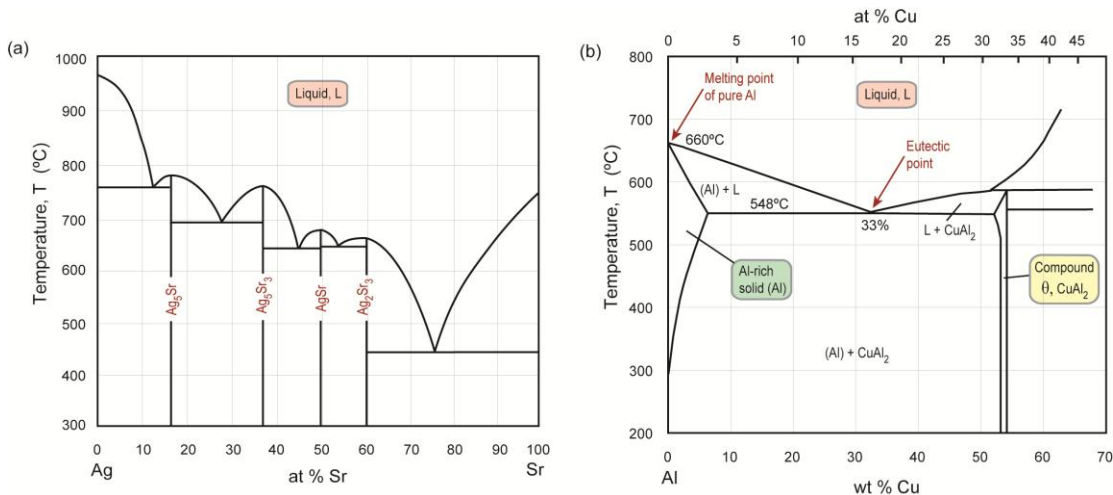 (a)
Temperature, T (ºC)
1000
900
800
700
600
500
400
300
Liquid, L
Ag5Sr
Ag5Sr3
AgSr
Ag2Sr3
0 10 20 30 40 50 60 70 80 90 100
Ag
at % Sr
Sr
(b)
at % Cu
0 5 10 15 20 25 30 35 40 45
Temperature, T (ºC)
800
700
600
500
400
300
200
Melting point
of pure Al
Liquid, L
660ºC
Eutectic
point
(Al) + L
548ºC
33%
L + CuAl2
Al-rich
solid (Al)
Compound
θ, CuAl2
(Al) + CuAl2
0 10 20 30 40 50 60 70
Al
wt % Cu